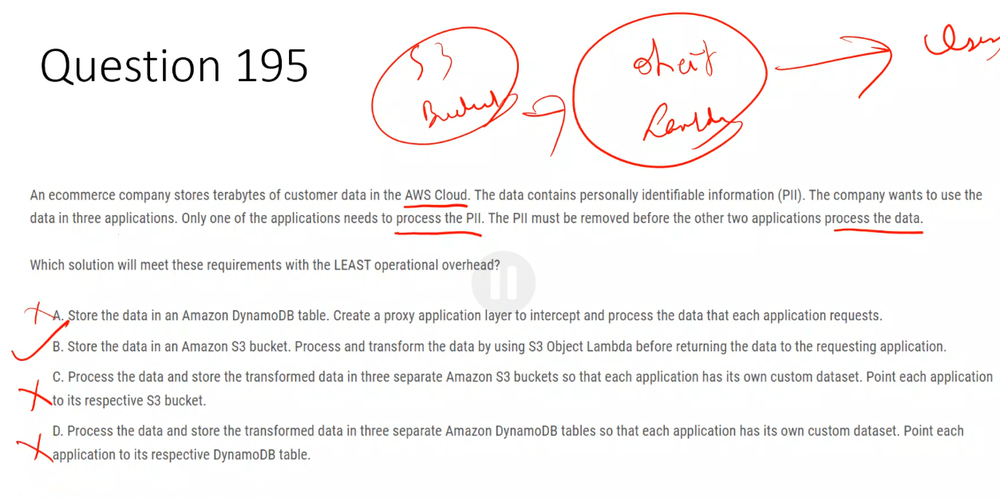 Question 195
S3
Bucket
object
Lambda
An ecommerce company stores terabytes of customer data in the AWS Cloud. The data contains personally identifiable information (PII). The company wants to use the
data in three applications. Only one of the applications needs to process the PII. The PII must be removed before the other two applications process the data.
Which solution will meet these requirements with the LEAST operational overhead?
A. Store the data in an Amazon DynamoDB table. Create a proxy application layer to intercept and process the data that each application requests.
B. Store the data in an Amazon S3 bucket. Process and transform the data by using S3 Object Lambda before returning the data to the requesting application.
C. Process the data and store the transformed data in three separate Amazon S3 buckets so that each application has its own custom dataset. Point each application
to its respective S3 bucket.
D. Process the data and store the transformed data in three separate Amazon DynamoDB tables so that each application has its own custom dataset. Point each
application to its respective DynamoDB table.